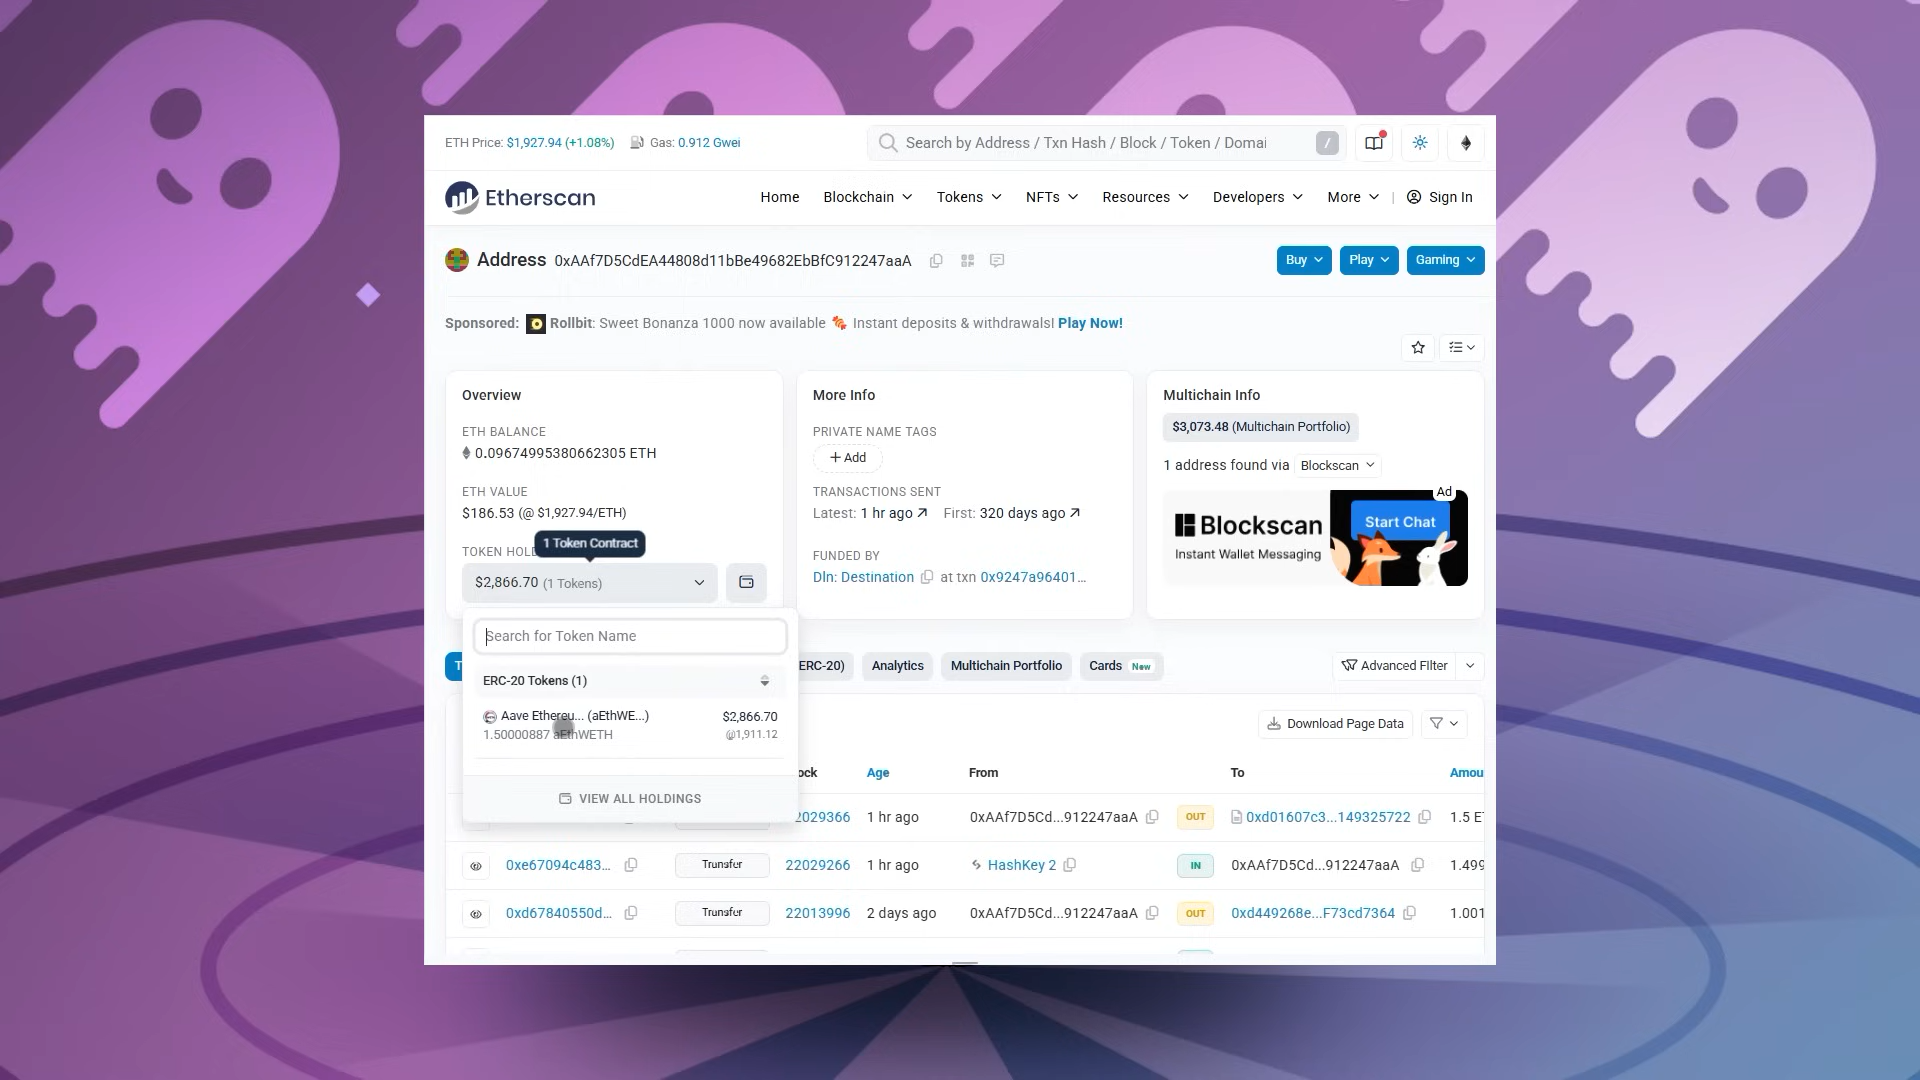 ETH Price: $1,927.94 (+1.08%) Gas: 0.912 Gwei
Search by Address / Txn Hash / Block / Token / Domai
/
Etherscan
Home Blockchain Tokens NFTs Resources Developers More | Sign In
Address 0xAAf7D5CdEA44808d11bBe49682EbBfC912247aaA
Buy Play Gaming
Sponsored: Rollbit: Sweet Bonanza 1000 now available Instant deposits & withdrawals! Play Now!
Overview
ETH BALANCE
0.09674995380662305 ETH
ETH VALUE
$186.53 (@ $1,927.94/ETH)
1 Token Contract
TOKEN HOLD
$2,866.70 (1 Tokens)
Search for Token Name
ERC-20 Tokens (1)
Aave Ethereu... (aEthWE...) $2,866.70
1.50000887 aEthWETH @1,911.12
VIEW ALL HOLDINGS
More Info
PRIVATE NAME TAGS
+ Add
TRANSACTIONS SENT
Latest: 1 hr ago First: 320 days ago
FUNDED BY
Dln: Destination at txn 0x9247a96401...
Multichain Info
$3,073.48 (Multichain Portfolio)
1 address found via Blockscan
Ad
Blockscan
Instant Wallet Messaging
Start Chat
T ERC-20) Analytics Multichain Portfolio Cards New Advanced Filter
Download Page Data
ock Age From To Amou
2029366 1 hr ago 0xAAf7D5Cd...912247aaA OUT 0xd01607c3...149325722 1.5 E
0xe67094c483... Transfer 22029266 1 hr ago HashKey 2 IN 0xAAf7D5Cd...912247aaA 1.499
0xd67840550d... Transfer 22013996 2 days ago 0xAAf7D5Cd...912247aaA OUT 0xd449268e...F73cd7364 1.001